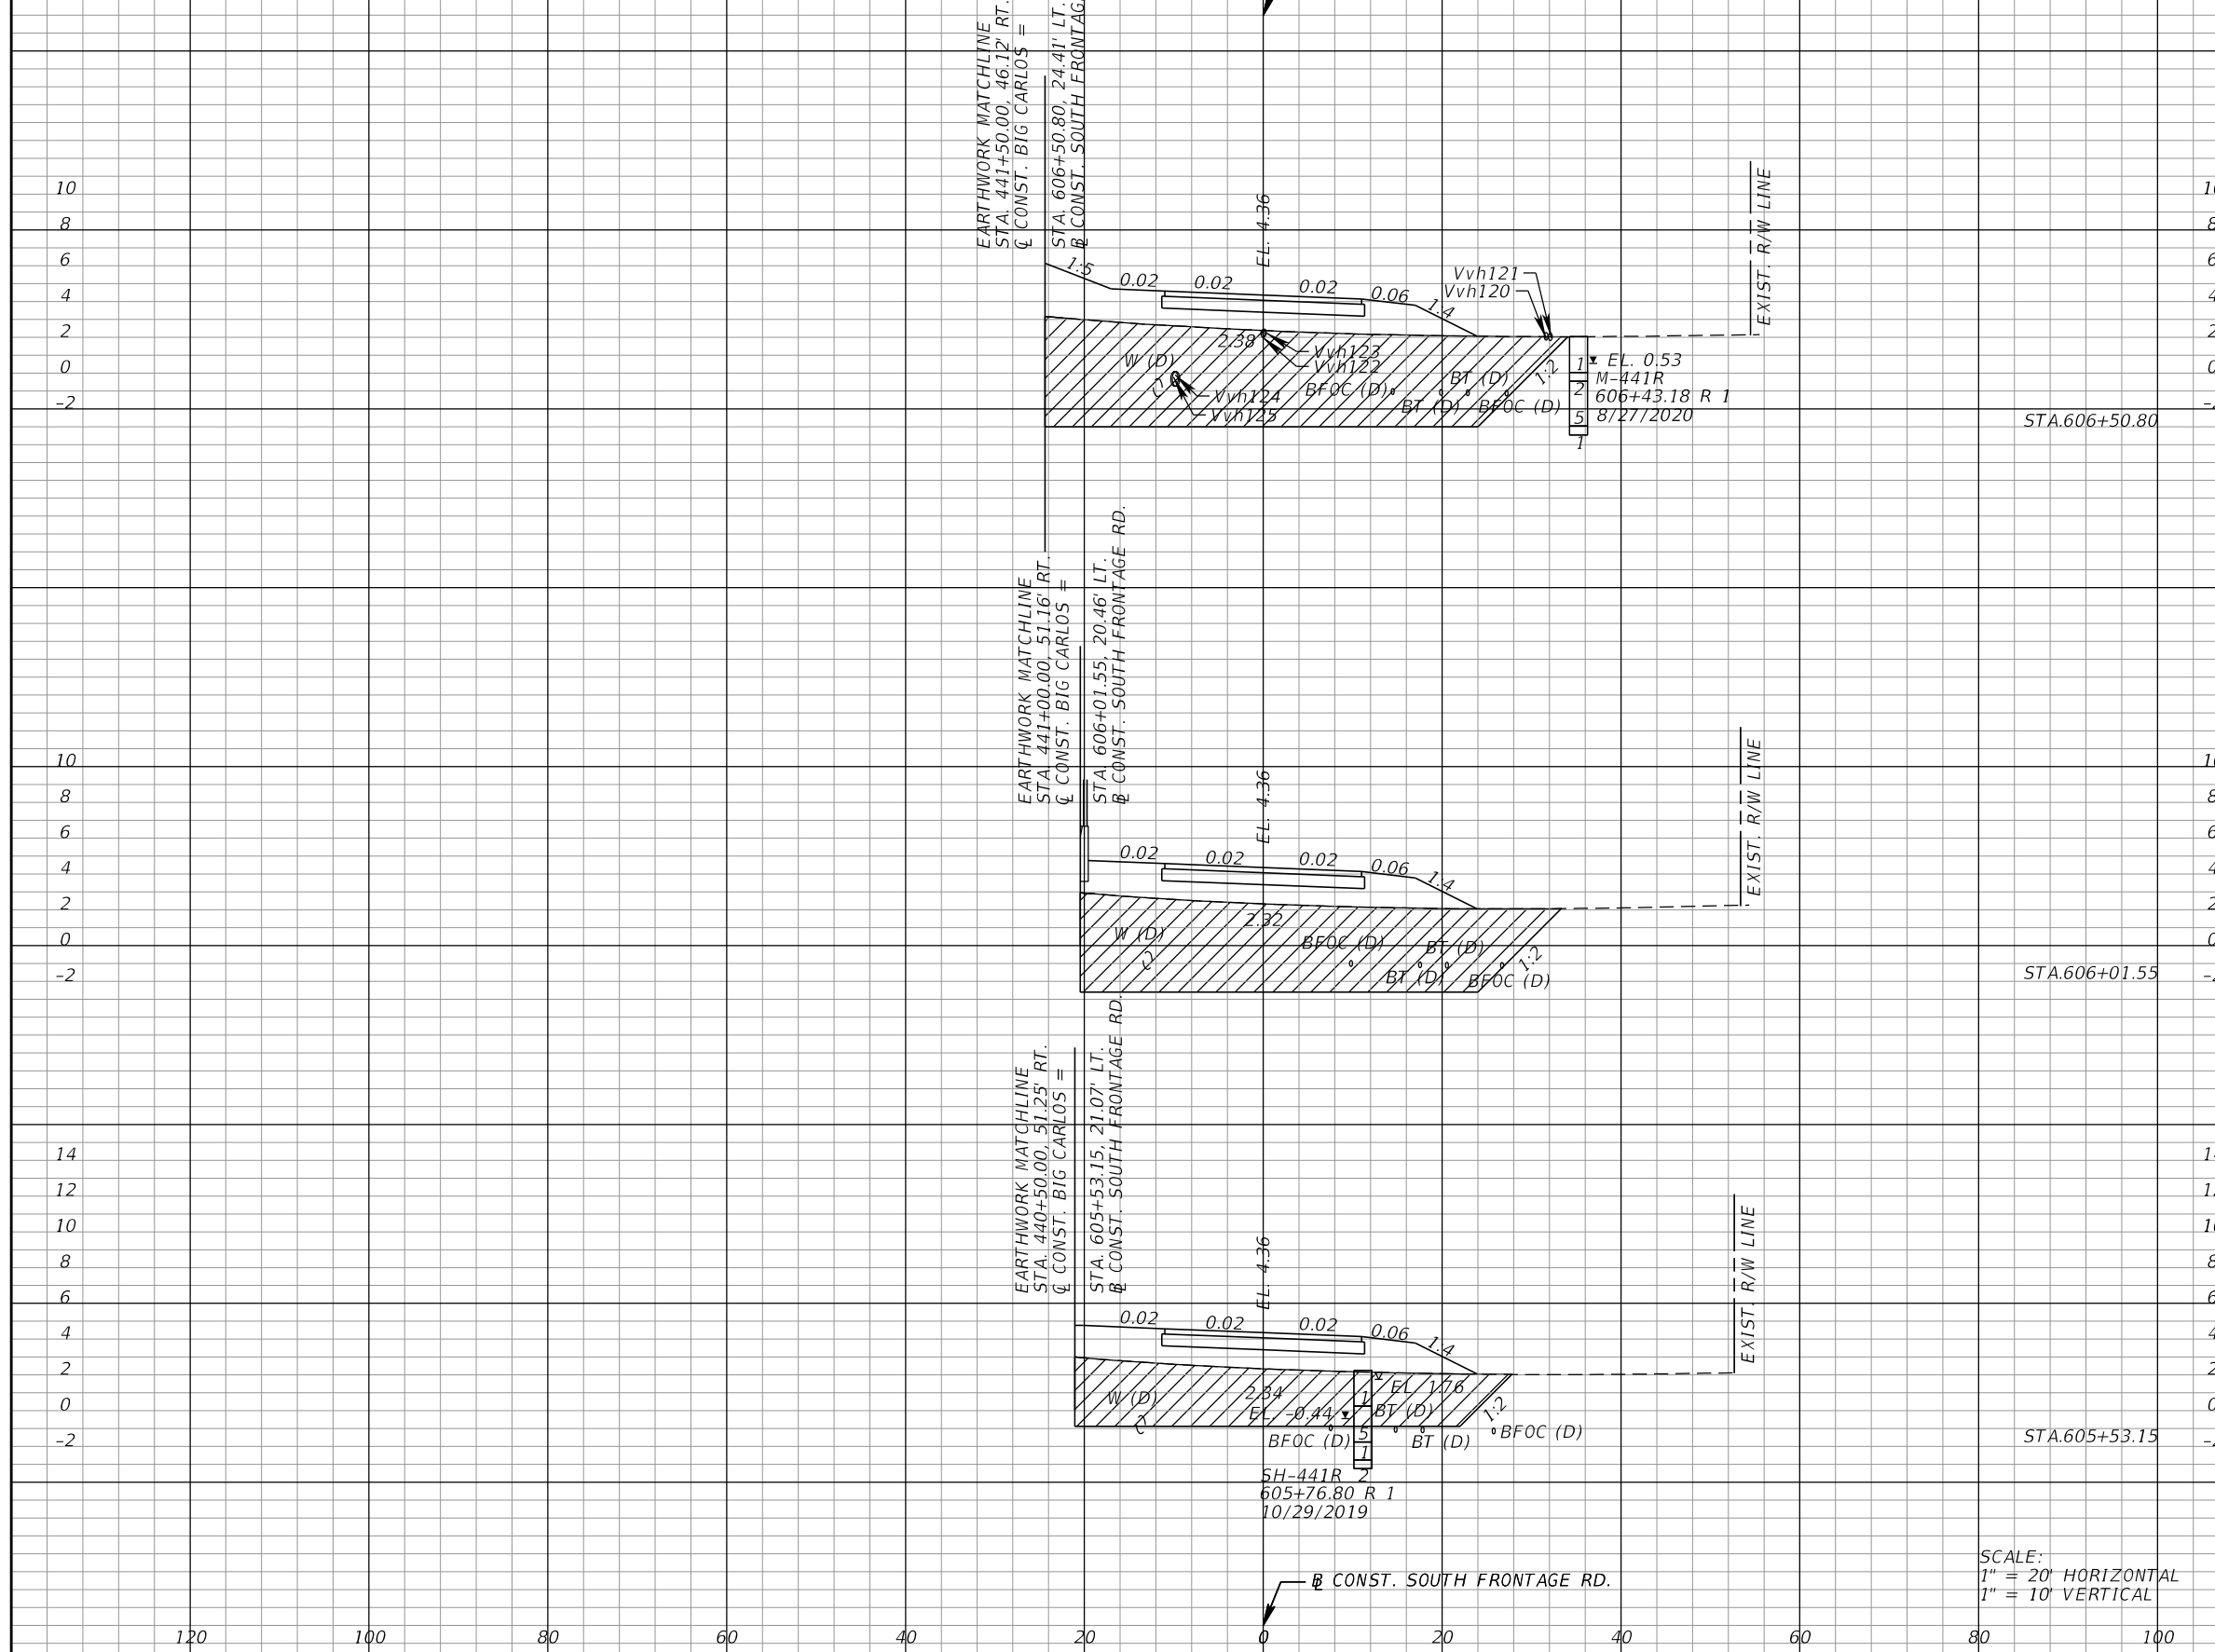 EARTHWORK MATCHLINE
STA. 441+50.00, 46.12' RT.
℄ CONST. BIG CARLOS =
STA. 606+50.80, 24.41' LT.
BL CONST. SOUTH FRONTAG
EL. 4.36
EXIST. R/W LINE
10
8
6
4
2
0
-2
1:5
0.02
0.02
0.02
0.06
1:4
Vvh121
Vvh120
2.38
Vvh123
Vvh122
W (D)
Vvh124
Vvh125
BFOC (D)
BT (D)
BT (D)
BFOC (D)
1:2
1
2
5
1
EL. 0.53
M-441R
606+43.18 R 1
8/27/2020
STA.606+50.80
EARTHWORK MATCHLINE
STA. 441+00.00, 51.16' RT.
℄ CONST. BIG CARLOS =
STA. 606+01.55, 20.46' LT.
BL CONST. SOUTH FRONTAGE RD.
EL. 4.36
EXIST. R/W LINE
10
8
6
4
2
0
-2
0.02
0.02
0.02
0.06
1:4
2.32
W (D)
BFOC (D)
BT (D)
BT (D)
BFOC (D)
1:2
STA.606+01.55
EARTHWORK MATCHLINE
STA. 440+50.00, 51.25' RT.
℄ CONST. BIG CARLOS =
STA. 605+53.15, 21.07' LT.
BL CONST. SOUTH FRONTAGE RD.
EL. 4.36
EXIST. R/W LINE
14
12
10
8
6
4
2
0
-2
0.02
0.02
0.02
0.06
1:4
EL. 1.76
2.34
W (D)
EL. -0.44
BT (D)
BFOC (D)
BT (D)
BFOC (D)
1:2
1
5
1
2
SH-441R
605+76.80 R 1
10/29/2019
STA.605+53.15
BL CONST. SOUTH FRONTAGE RD.
SCALE:
1" = 20' HORIZONTAL
1" = 10' VERTICAL
120 100 80 60 40 20 0 20 40 60 80 100